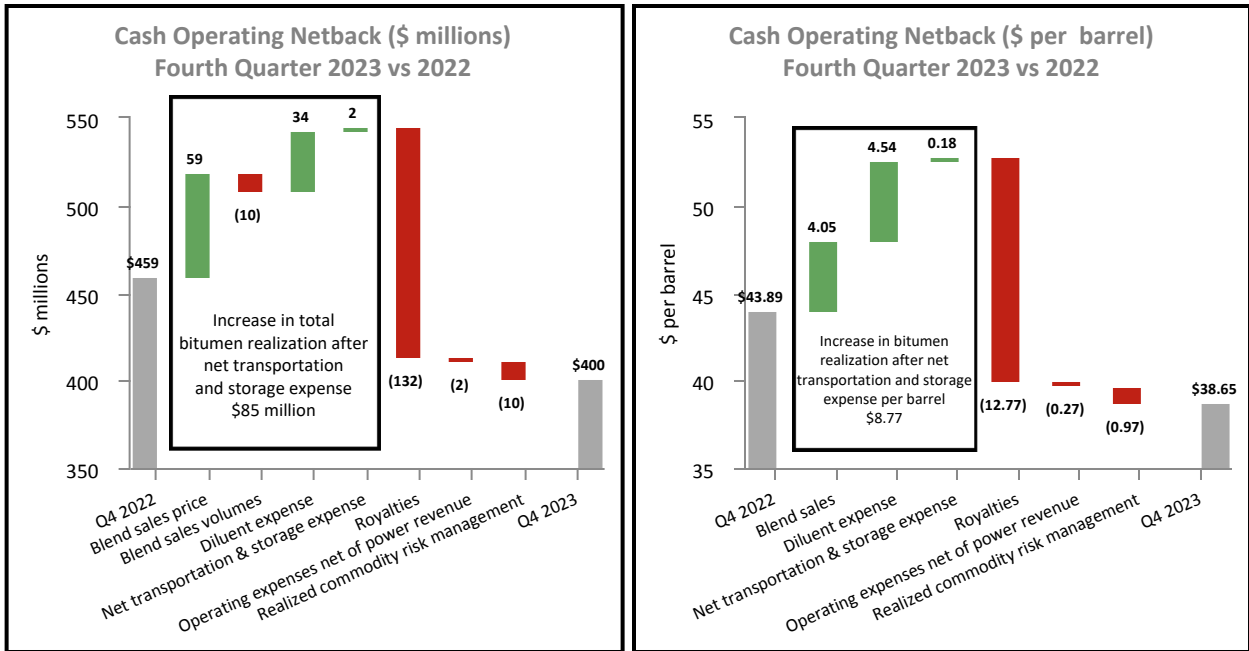 Cash Operating Netback ($ millions)
Fourth Quarter 2023 vs 2022
$ millions
550
500
450
400
350
$459
59
(10)
34
2
(132)
(2)
(10)
$400
Increase in total
bitumen realization after
net transportation
and storage expense
$85 million
Q4 2022
Blend sales price
Blend sales volumes
Diluent expense
Net transportation & storage expense
Royalties
Operating expenses net of power revenue
Realized commodity risk management
Q4 2023
Cash Operating Netback ($ per barrel)
Fourth Quarter 2023 vs 2022
$ per barrel
55
50
45
40
35
$43.89
4.05
4.54
0.18
(12.77)
(0.27)
(0.97)
$38.65
Increase in bitumen
realization after net
transportation and storage
expense per barrel
$8.77
Q4 2022
Blend sales
Diluent expense
Net transportation & storage expense
Royalties
Operating expenses net of power revenue
Realized commodity risk management
Q4 2023